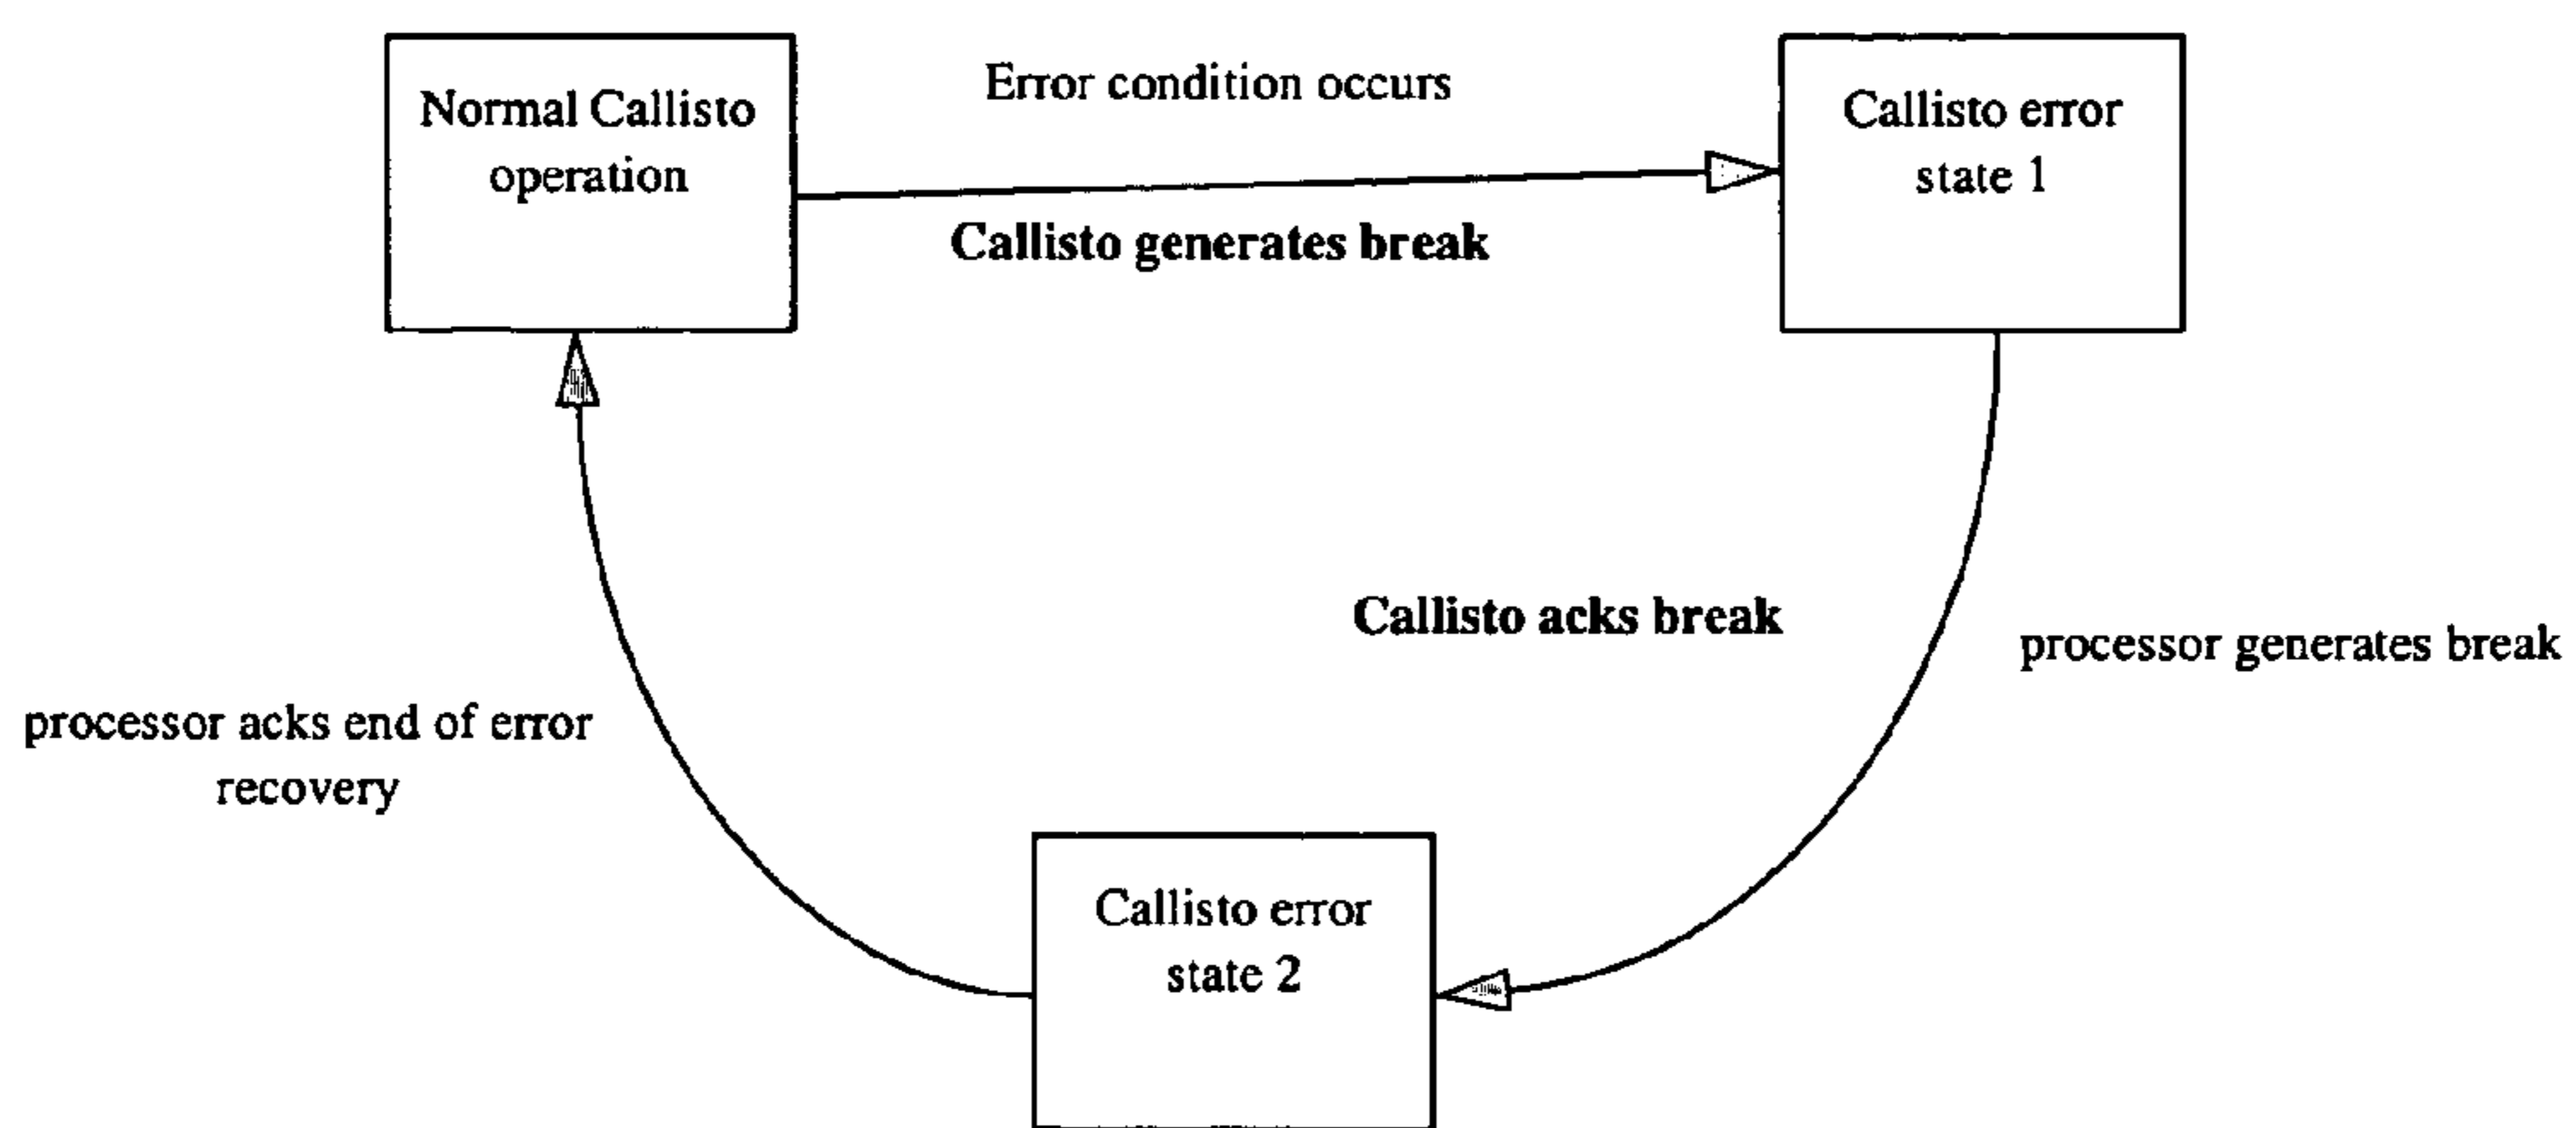 Normal Callisto
operation
Error condition occurs
Callisto generates break
Callisto error
state 1
Callisto acks break
processor generates break
processor acks end of error
recovery
Callisto error
state 2